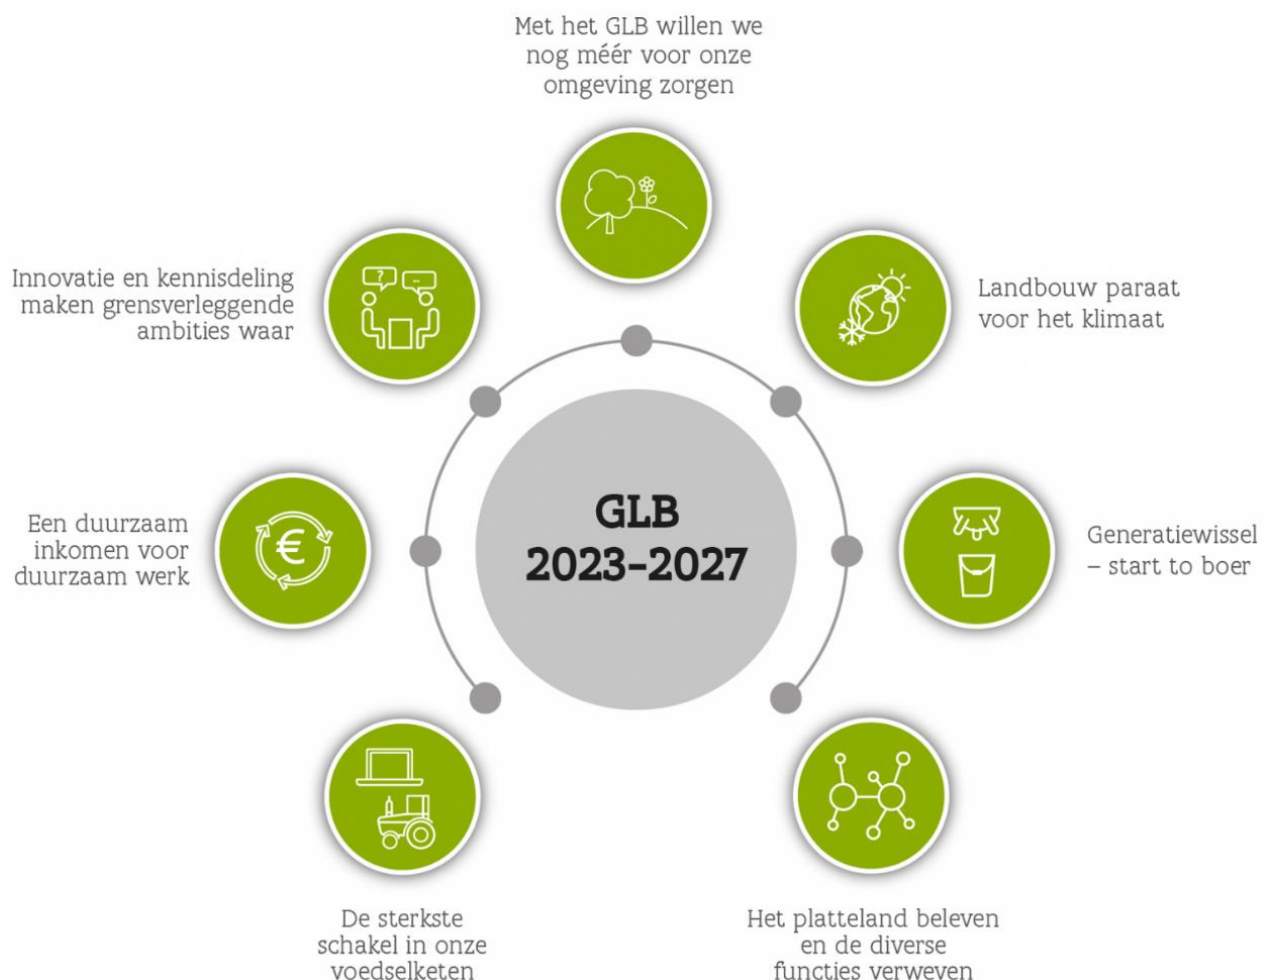 Met het GLB willen we
nog méér voor onze
omgeving zorgen
Innovatie en kennisdeling
maken grensverleggende
ambities waar
?
..
Landbouw paraat
voor het klimaat
GLB
2023-2027
Een duurzaam
inkomen voor
duurzaam werk
€
Generatiewissel
– start to boer
De sterkste
schakel in onze
voedselketen
Het platteland beleven
en de diverse
functies verweven